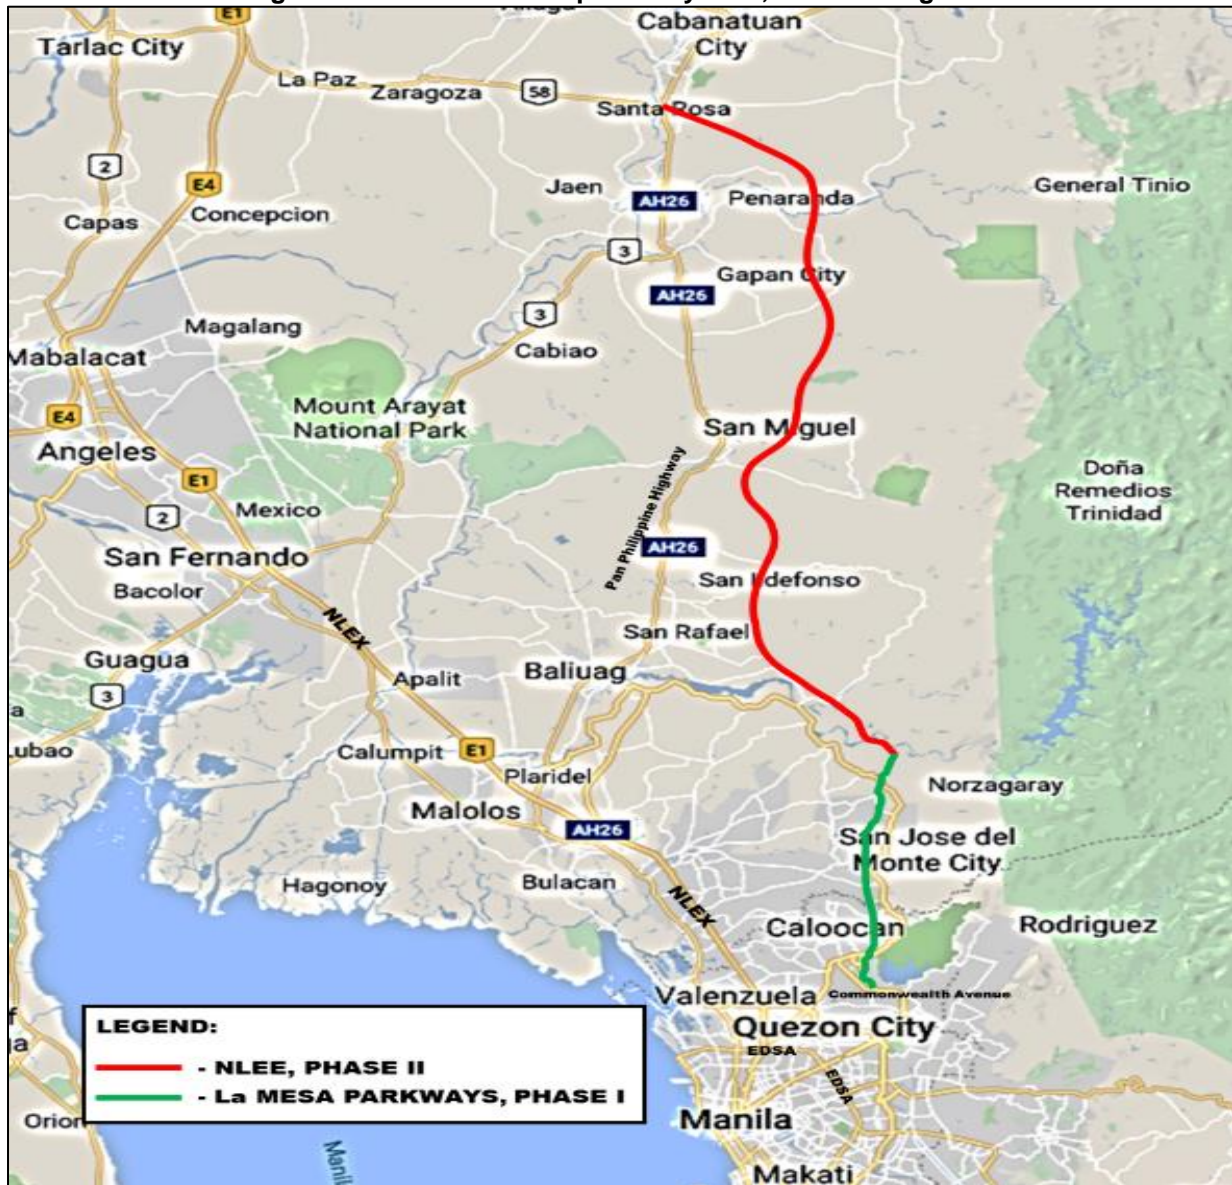 Cabanatuan
City
E1
Tarlac City
La Paz
Zaragoza
58
Santa Rosa
2
E4
Jaen
AH26
Penaranda
General Tinio
Capas
Concepcion
3
Gapan City
AH26
Magalang
3
Cabiao
Mabalacat
E4
Mount Arayat
National Park
San Miguel
Angeles
E1
Pan Philippine Highway
Doña
Remedios
Trinidad
2
Mexico
San Fernando
AH26
Bacolor
San Ildefonso
NLEX
San Rafael
Guagua
Baliuag
3
Apalit
Lubao
Calumpit
E1
Plaridel
Norzagaray
Malolos
AH26
San Jose del
Monte City
Hagonoy
Bulacan
NLEX
Caloocan
Rodriguez
Valenzuela
Commonwealth Avenue
Quezon City
LEGEND:
EDSA
- NLEE, PHASE II
EDSA
- La MESA PARKWAYS, PHASE I
Manila
Orion
Makati